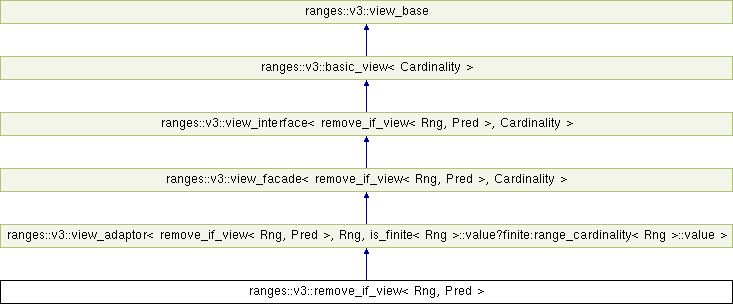 ranges::v3::view_base
ranges::v3::basic_view< Cardinality >
ranges::v3::view_interface< remove_if_view< Rng, Pred >, Cardinality >
ranges::v3::view_facade< remove_if_view< Rng, Pred >, Cardinality >
ranges::v3::view_adaptor< remove_if_view< Rng, Pred >, Rng, is_finite< Rng >::value?finite:range_cardinality< Rng >::value >
ranges::v3::remove_if_view< Rng, Pred >